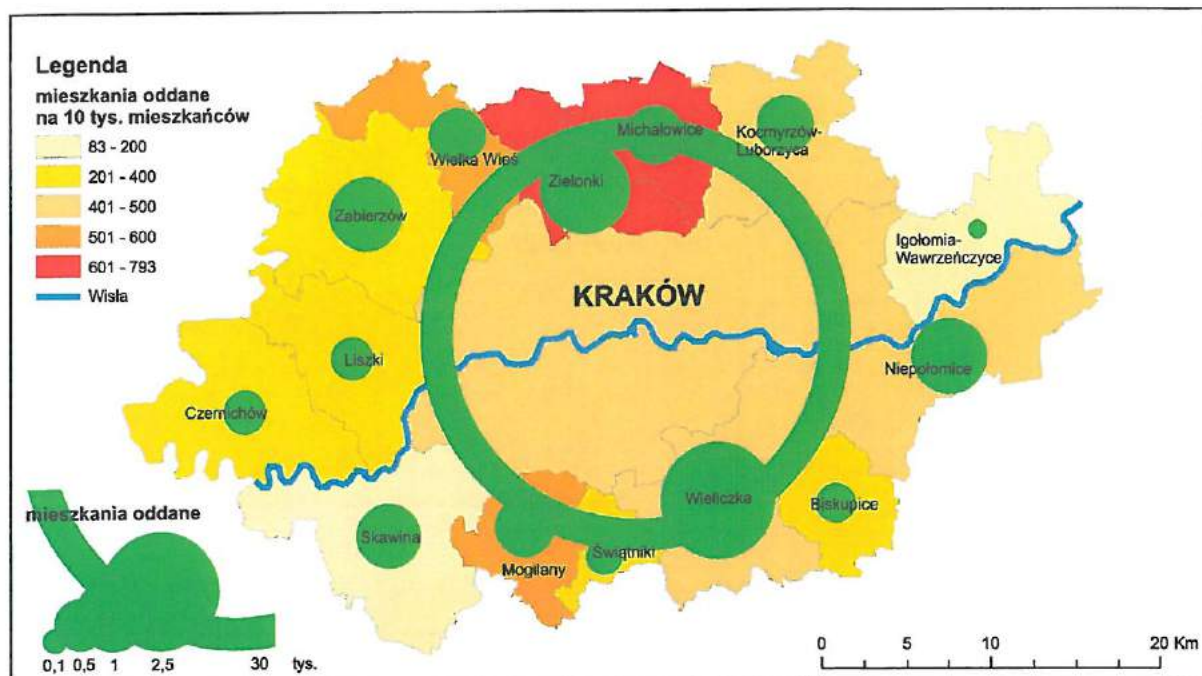 Legenda
mieszkania oddane
na 10 tys. mieszkańców
83 - 200
201 - 400
401 - 500
501 - 600
601 - 793
Wisła
Michałowice
Kocmyrzów-
Luborzyca
Wielka Wieś
Zielonki
Zabierzów
Igołomia-
Wawrzeńczyce
KRAKÓW
Liszki
Niepołomice
Czernichów
Wieliczka
Biskupice
Skawina
Świątniki
Mogilany
mieszkania oddane
0,1 0,5 1 2,5 30 tys.
0 5 10 20 Km